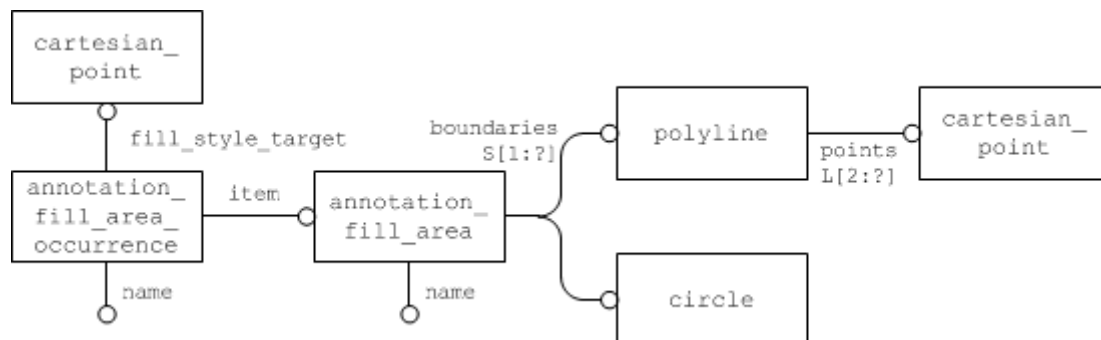 cartesian_
point
fill_style_target
annotation_
fill_area_
occurrence
name
item
annotation_
fill_area
name
boundaries
S[1:?]
polyline
points
L[2:?]
cartesian_
point
circle